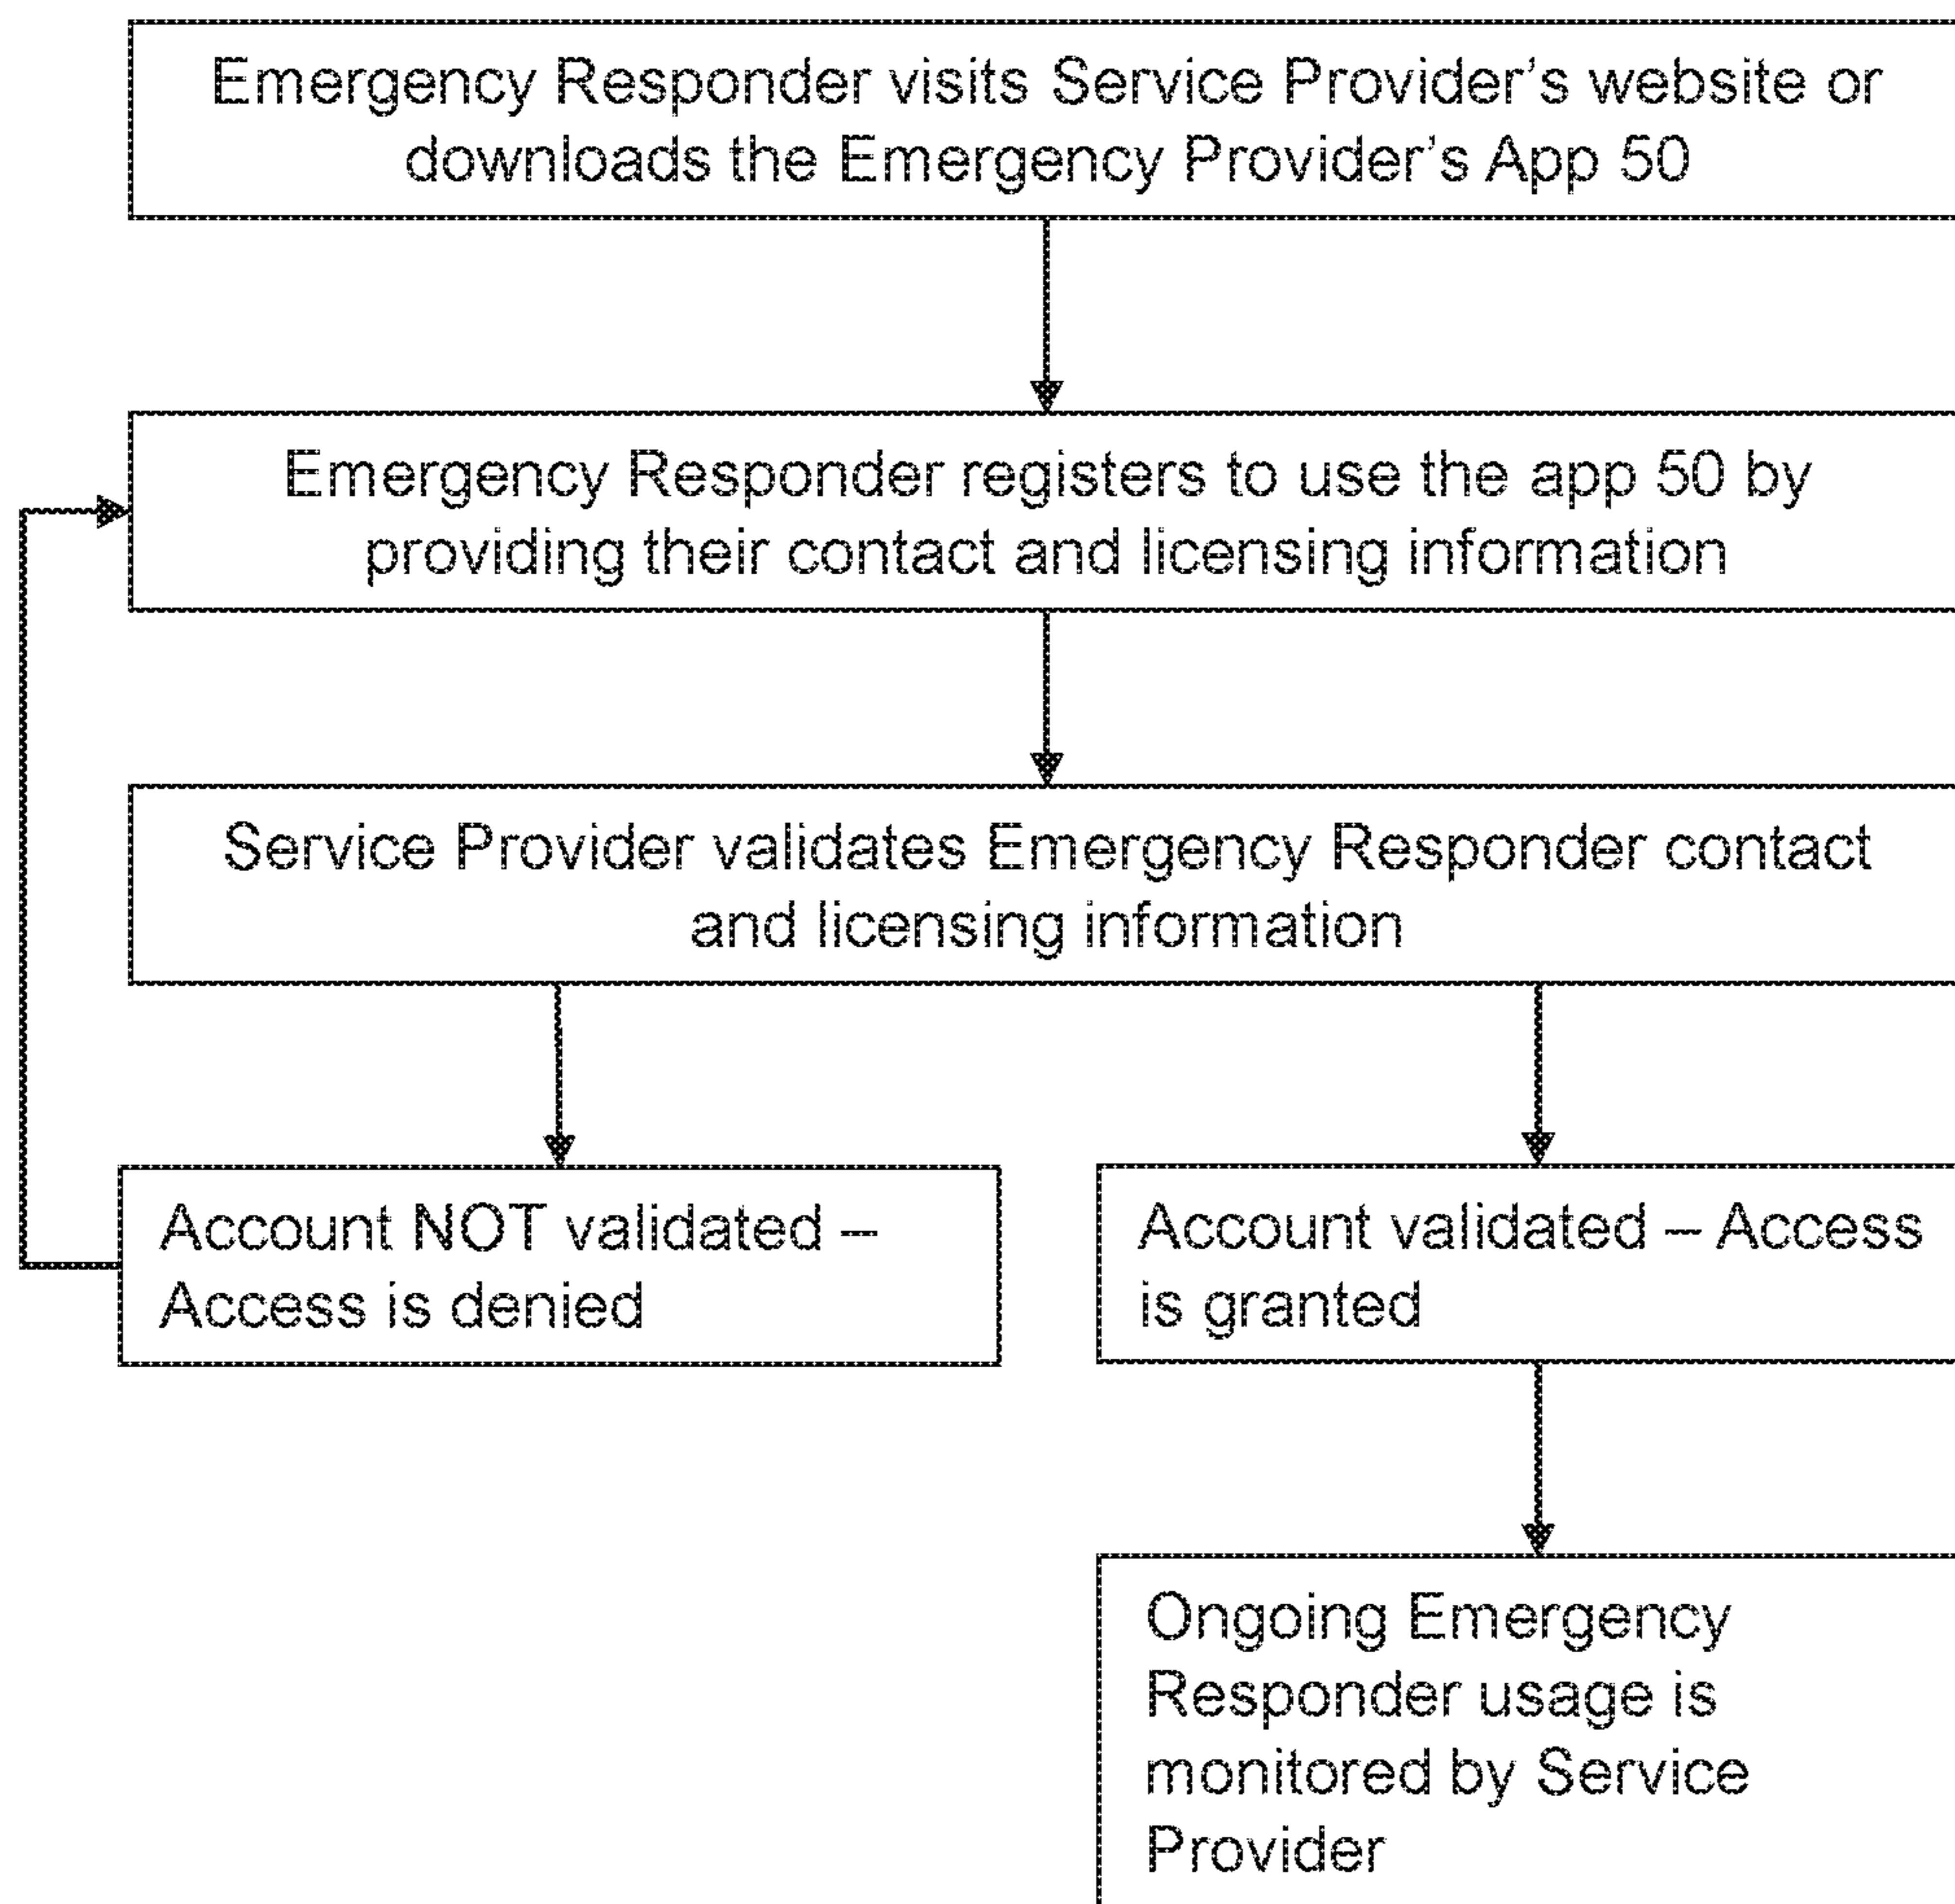 Emergency Responder visits Service Provider's website or
downloads the Emergency Provider's App 50
Emergency Responder registers to use the app 50 by
providing their contact and licensing information
Service Provider validates Emergency Responder contact
and licensing information
Account NOT validated –
Access is denied
Account validated – Access
is granted
Ongoing Emergency
Responder usage is
monitored by Service
Provider